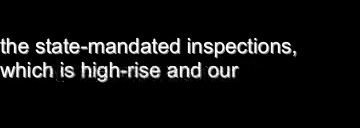 the state-mandated inspections,
which is high-rise and our